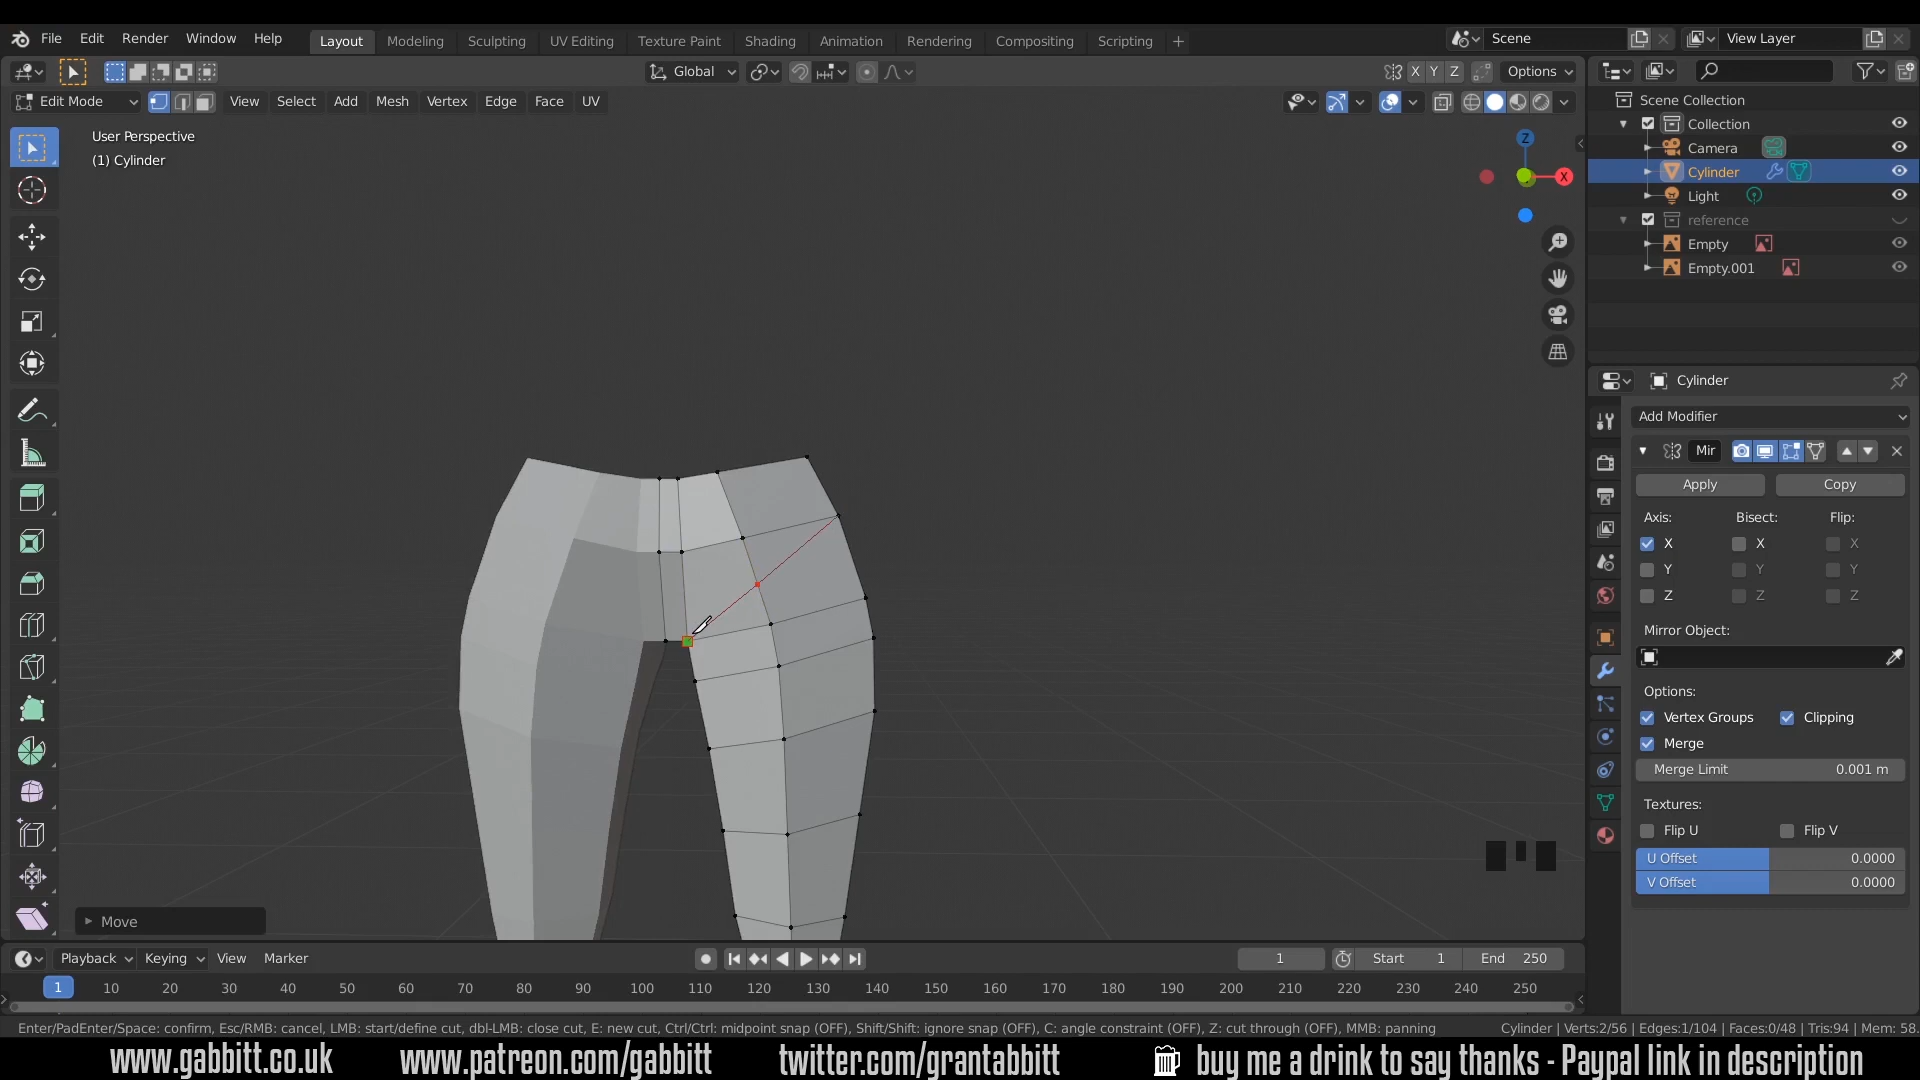 File Edit Render Window Help Layout Modeling Sculpting UV Editing Texture Paint Shading Animation Rendering Compositing Scripting + Scene View Layer
Global X Y Z Options
Edit Mode View Select Add Mesh Vertex Edge Face UV
Scene Collection
Collection
Camera
Cylinder
Light
reference
Empty
Empty.001
User Perspective
(1) Cylinder
Z
X
Cylinder
Add Modifier
Mir
Apply Copy
Axis: Bisect: Flip:
X X X
Y Y Y
Z Z Z
Mirror Object:
Options:
Vertex Groups Clipping
Merge
Merge Limit 0.001 m
Textures:
Flip U Flip V
U Offset 0.0000
V Offset 0.0000
Move
Playback Keying View Marker 1 Start 1 End 250
1 10 20 30 40 50 60 70 80 90 100 110 120 130 140 150 160 170 180 190 200 210 220 230 240 250
Enter/PadEnter/Space: confirm, Esc/RMB: cancel, LMB: start/define cut, dbl-LMB: close cut, E: new cut, Ctrl/Ctrl: midpoint snap (OFF), Shift/Shift: ignore snap (OFF), C: angle constraint (OFF), Z: cut through (OFF), MMB: panning Cylinder | Verts:2/56 | Edges:1/104 | Faces:0/48 | Tris:94 | Mem: 58.
www.gabbitt.co.uk www.patreon.com/gabbitt twitter.com/grantabbitt buy me a drink to say thanks - Paypal link in description